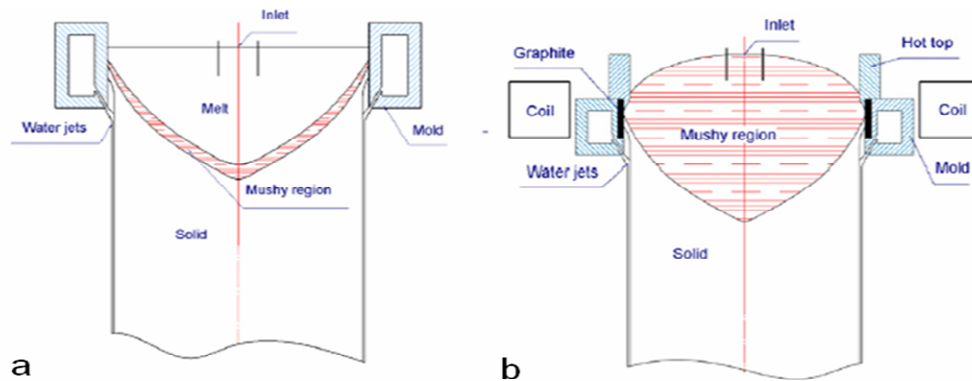 a
Inlet
Melt
Water jets
Mold
Mushy region
Solid
b
Inlet
Graphite
Hot top
Coil
Coil
Mushy region
Water jets
Mold
Solid